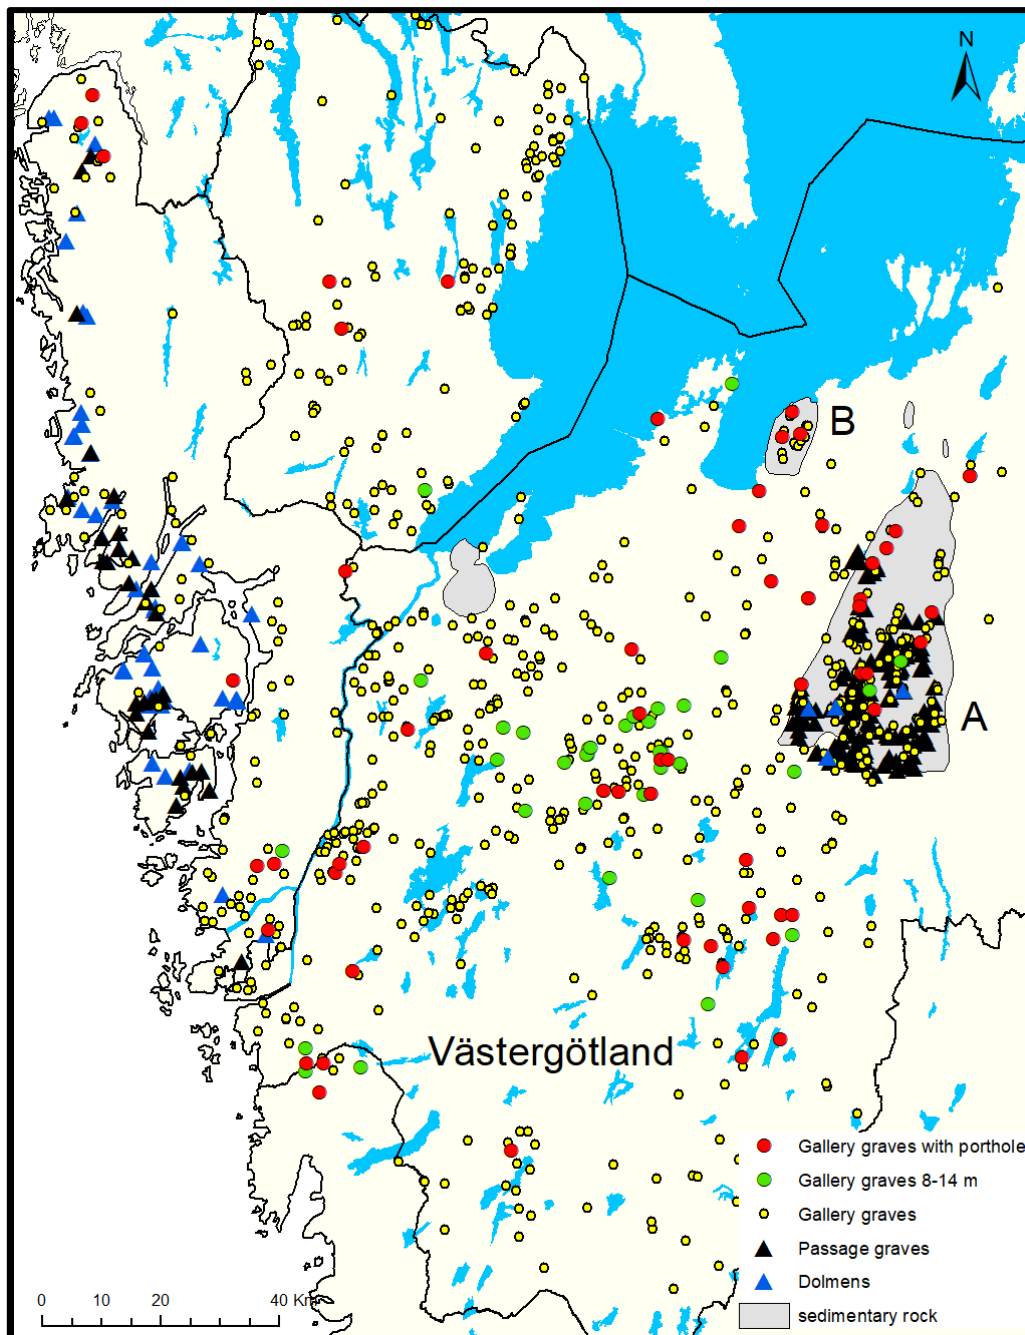 N
B
A
Västergötland
Gallery graves with porthole
Gallery graves 8-14 m
Gallery graves
Passage graves
Dolmens
sedimentary rock
0 10 20 40 Km